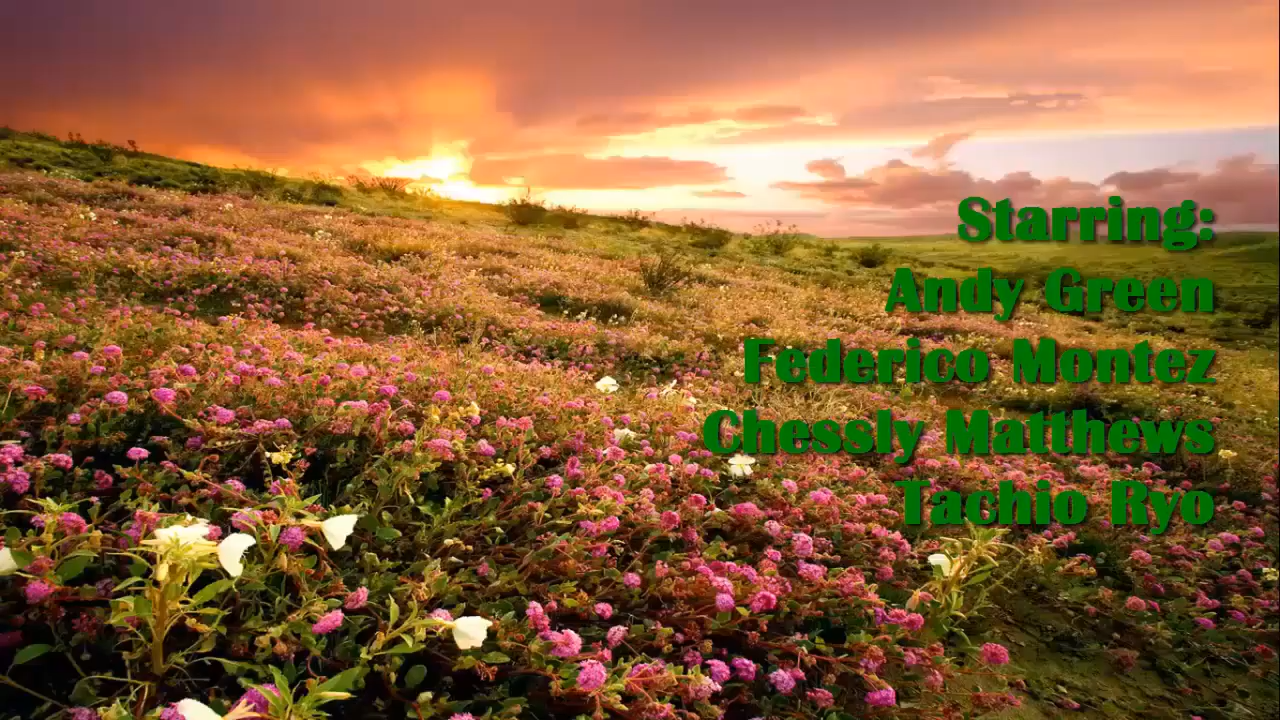 Starring:
Andy Green
Federico Montez
Chessly Matthews
Tachio Ryo